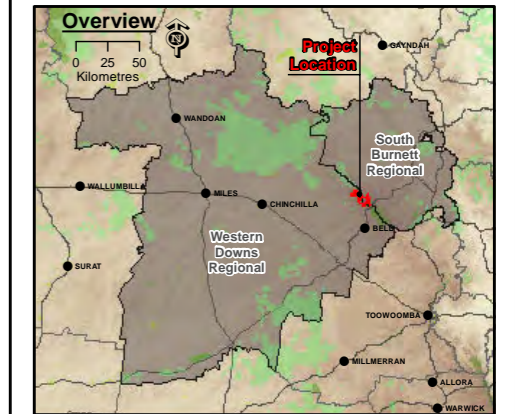 Overview
N
0 25 50
Kilometres
Project
Location
GAYNDAH
WANDOAN
South
Burnett
Regional
WALLUMBILLA
MILES
CHINCHILLA
BELL
Western
Downs
Regional
SURAT
TOOWOOMBA
MILLMERRAN
ALLORA
WARWICK